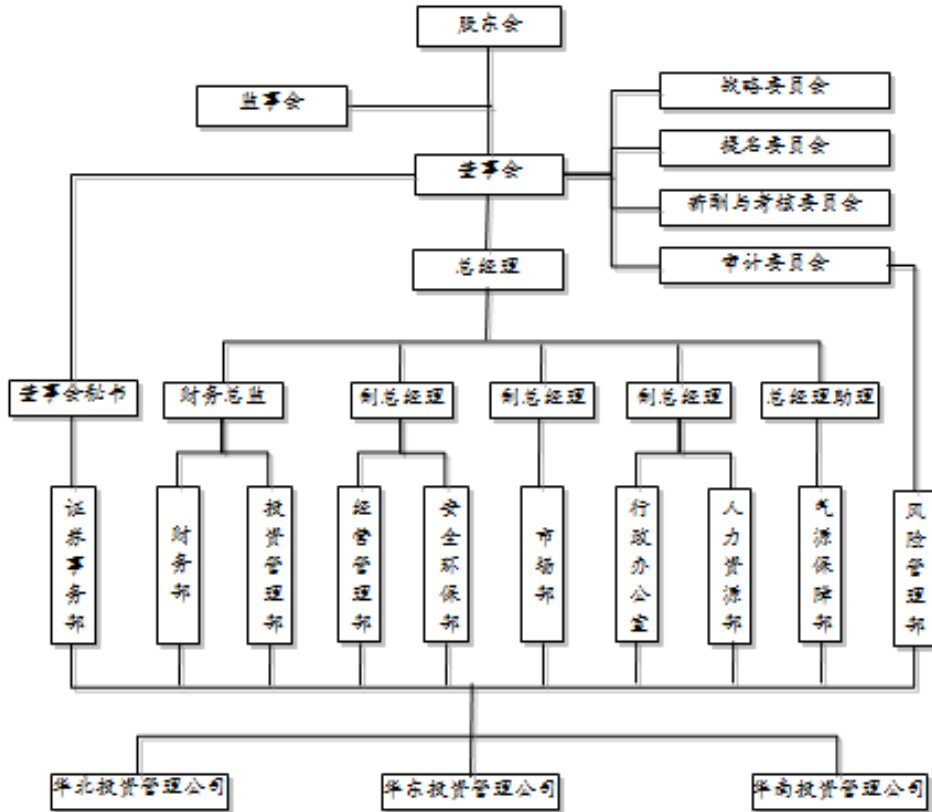 股东会
监事会
战略委员会
提名委员会
董事会
薪酬与考核委员会
总经理
审计委员会
董事会秘书
财务总监
副总经理
副总经理
副总经理
总经理助理
证券事务部
财务部
投资管理部
经营管理部
安全环保部
市场部
行政办公室
人力资源部
气源保障部
风险管理部
华北投资管理公司
华东投资管理公司
华南投资管理公司